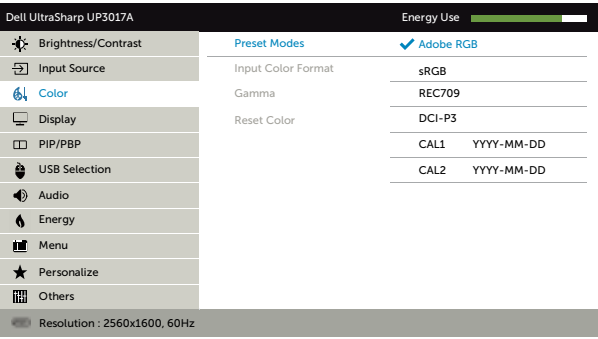 Dell UltraSharp UP3017A Energy Use
Brightness/Contrast Preset Modes Adobe RGB
Input Source Input Color Format sRGB
Color Gamma REC709
Display Reset Color DCI-P3
PIP/PBP CAL1 YYYY-MM-DD
USB Selection CAL2 YYYY-MM-DD
Audio
Energy
Menu
Personalize
Others
Resolution : 2560x1600, 60Hz